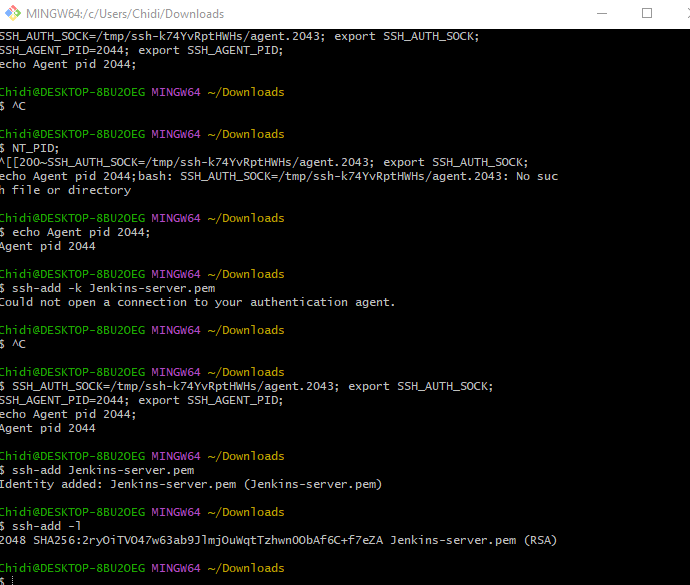 MINGW64:/c/Users/Chidi/Downloads
SSH_AUTH_SOCK=/tmp/ssh-k74YvRptHWHs/agent.2043; export SSH_AUTH_SOCK;
SSH_AGENT_PID=2044; export SSH_AGENT_PID;
echo Agent pid 2044;
Chidi@DESKTOP-8BU2OEG MINGW64 ~/Downloads
$ ^C
Chidi@DESKTOP-8BU2OEG MINGW64 ~/Downloads
$ NT_PID;
^[[200~SSH_AUTH_SOCK=/tmp/ssh-k74YvRptHWHs/agent.2043; export SSH_AUTH_SOCK;
echo Agent pid 2044;bash: SSH_AUTH_SOCK=/tmp/ssh-k74YvRptHWHs/agent.2043: No suc
h file or directory
Chidi@DESKTOP-8BU2OEG MINGW64 ~/Downloads
$ echo Agent pid 2044;
Agent pid 2044
Chidi@DESKTOP-8BU2OEG MINGW64 ~/Downloads
$ ssh-add -k Jenkins-server.pem
Could not open a connection to your authentication agent.
Chidi@DESKTOP-8BU2OEG MINGW64 ~/Downloads
$ ^C
Chidi@DESKTOP-8BU2OEG MINGW64 ~/Downloads
$ SSH_AUTH_SOCK=/tmp/ssh-k74YvRptHWHs/agent.2043; export SSH_AUTH_SOCK;
SSH_AGENT_PID=2044; export SSH_AGENT_PID;
echo Agent pid 2044;
Agent pid 2044
Chidi@DESKTOP-8BU2OEG MINGW64 ~/Downloads
$ ssh-add Jenkins-server.pem
Identity added: Jenkins-server.pem (Jenkins-server.pem)
Chidi@DESKTOP-8BU2OEG MINGW64 ~/Downloads
$ ssh-add -l
2048 SHA256:2ryOiTVO47w63ab9JlmjOuWqtTzhwnOObAf6C+f7eZA Jenkins-server.pem (RSA)
Chidi@DESKTOP-8BU2OEG MINGW64 ~/Downloads
$